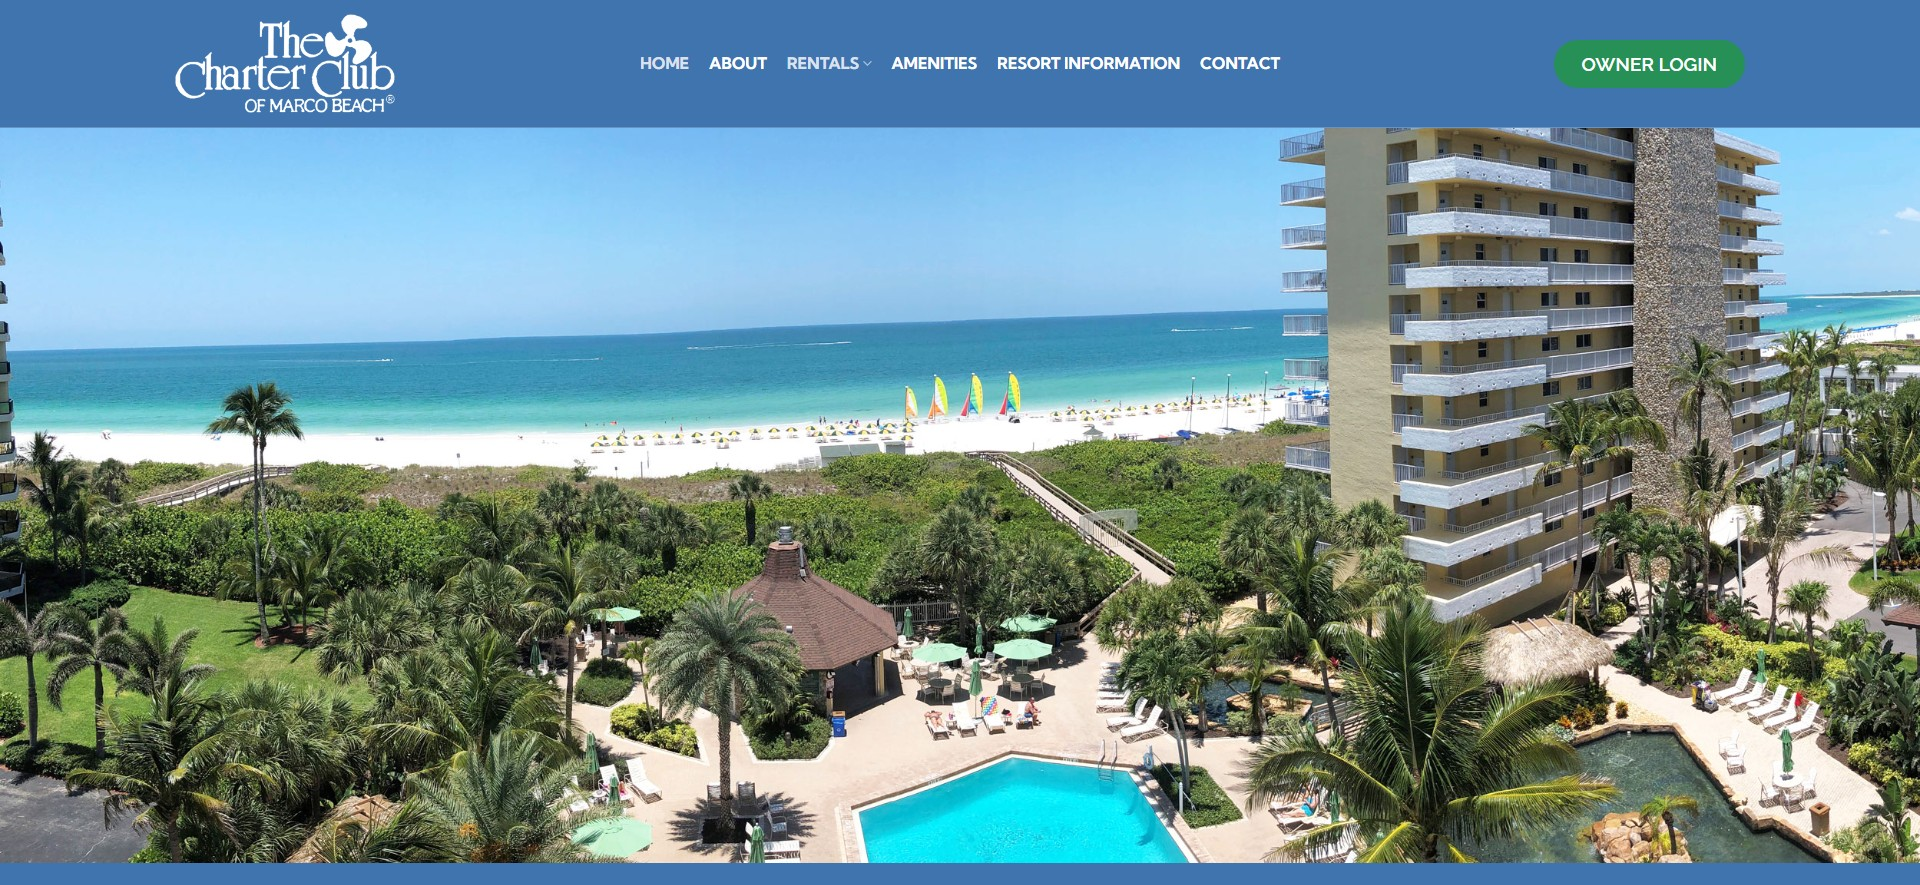 The
Charter Club
OF MARCO BEACH®
HOME ABOUT RENTALS AMENITIES RESORT INFORMATION CONTACT
OWNER LOGIN